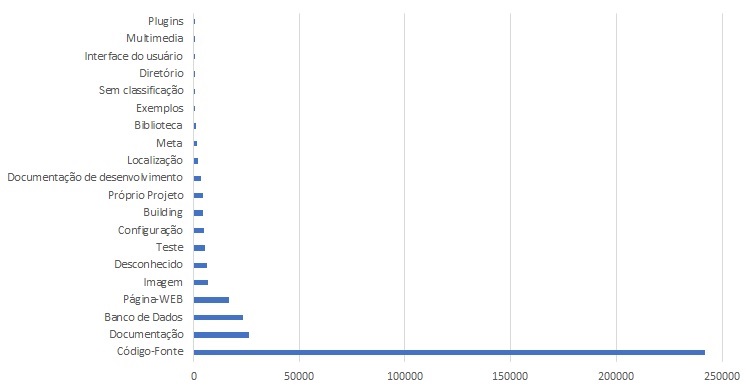 Plugins
Multimedia
Interface do usuário
Diretório
Sem classificação
Exemplos
Biblioteca
Meta
Localização
Documentação de desenvolvimento
Próprio Projeto
Building
Configuração
Teste
Desconhecido
Imagem
Página-WEB
Banco de Dados
Documentação
Código-Fonte
0 50000 100000 150000 200000 250000